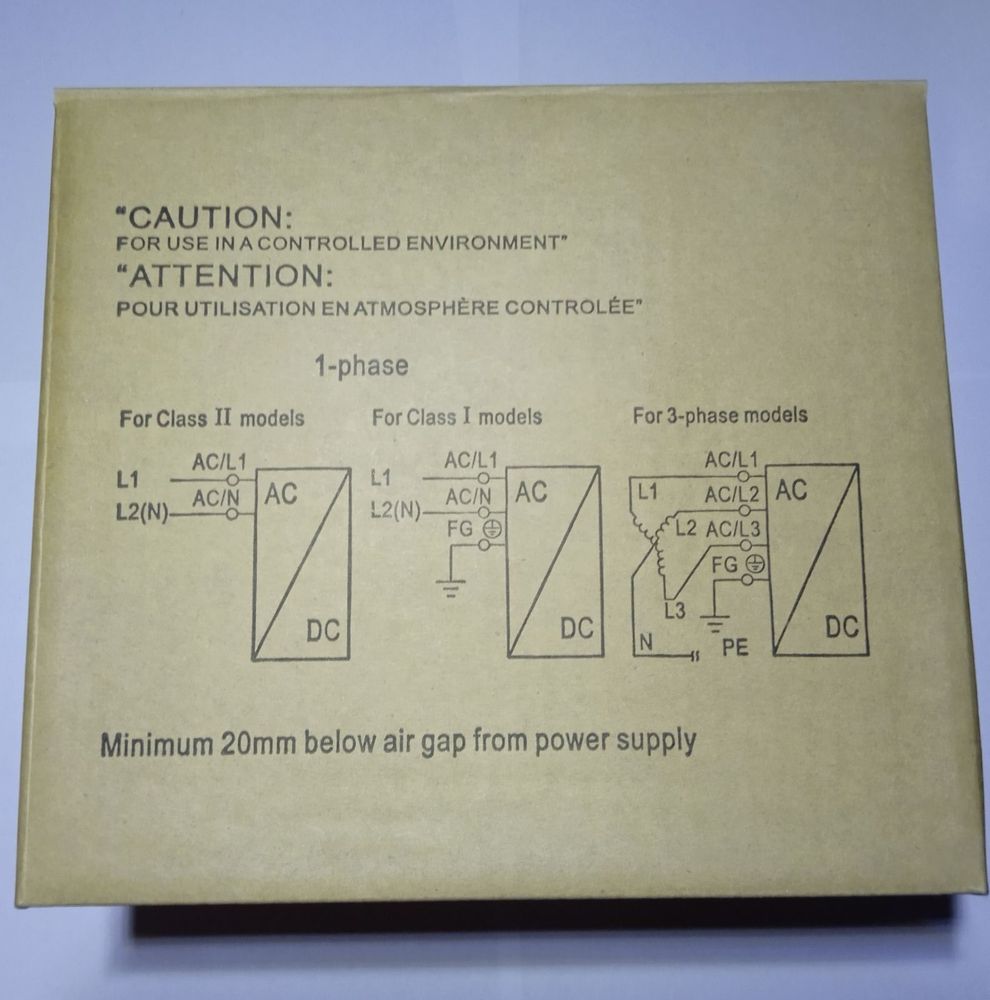 "CAUTION:
FOR USE IN A CONTROLLED ENVIRONMENT"
"ATTENTION:
POUR UTILISATION EN ATMOSPHÈRE CONTROLÉE"
1-phase
For Class II models
L1
AC/L1
L2(N)
AC/N
AC
DC
For Class I models
L1
AC/L1
L2(N)
AC/N
FG
AC
DC
For 3-phase models
AC/L1
L1
AC/L2
L2
AC/L3
FG
L3
N
PE
AC
DC
Minimum 20mm below air gap from power supply